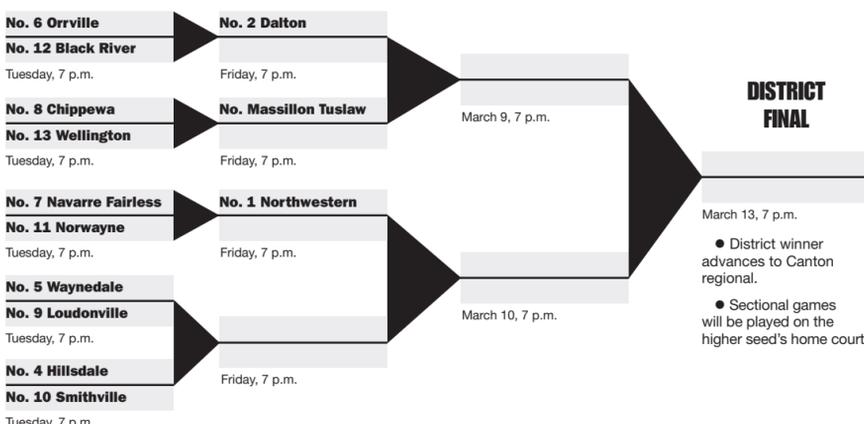 No. 6 Orrville
No. 12 Black River
Tuesday, 7 p.m.
No. 8 Chippewa
No. 13 Wellington
Tuesday, 7 p.m.
No. 7 Navarre Fairless
No. 11 Norwayne
Tuesday, 7 p.m.
No. 5 Waynedale
No. 9 Loudonville
Tuesday, 7 p.m.
No. 4 Hillsdale
No. 10 Smithville
Tuesday, 7 p.m.
No. 2 Dalton
Friday, 7 p.m.
No. Massillon Tuslaw
Friday, 7 p.m.
No. 1 Northwestern
Friday, 7 p.m.
Friday, 7 p.m.
March 9, 7 p.m.
March 10, 7 p.m.
DISTRICT
FINAL
March 13, 7 p.m.
● District winner
advances to Canton
regional.
● Sectional games
will be played on the
higher seed's home court